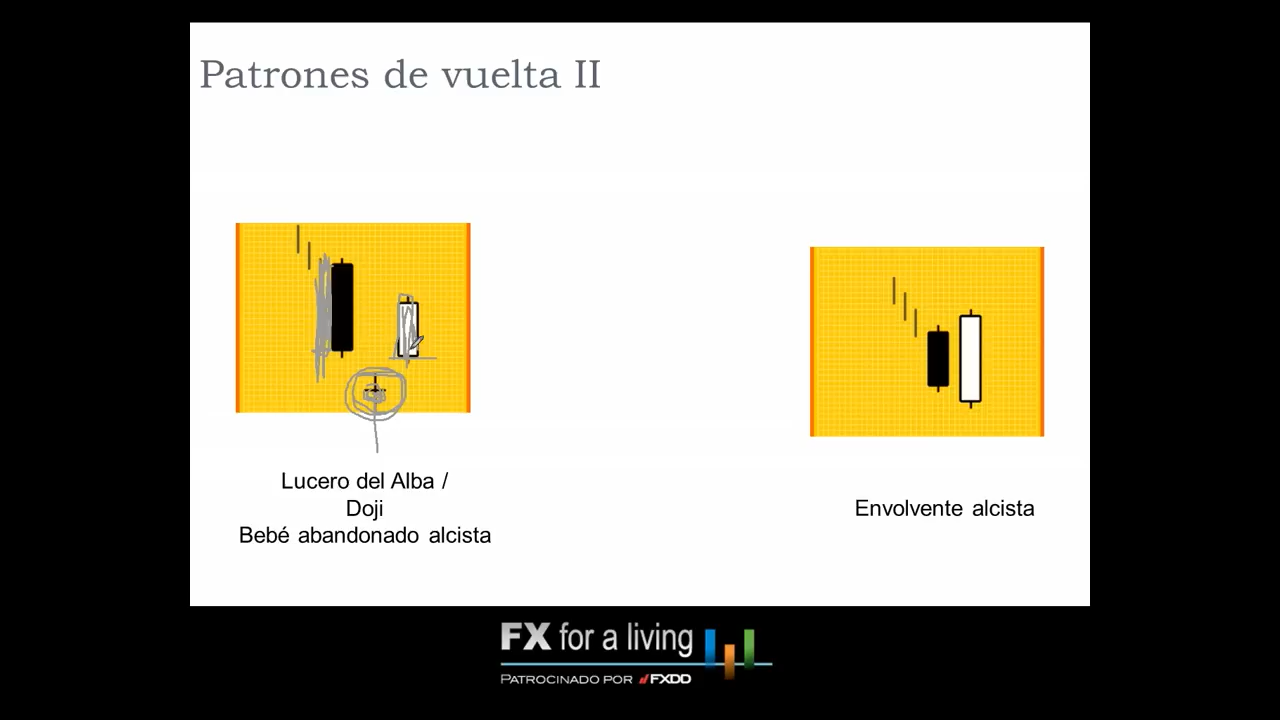 Patrones de vuelta II
Lucero del Alba /
Doji
Bebé abandonado alcista
Envolvente alcista
FX for a living
PATROCINADO POR FXDD